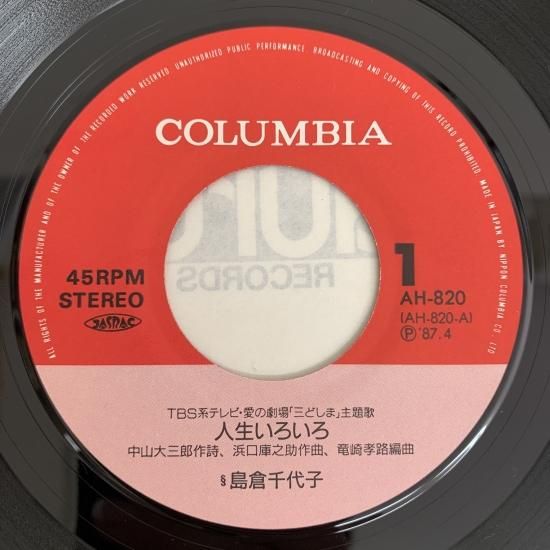 ALL RIGHTS OF THE MANUFACTURER AND OF THE OWNER OF THE RECORDED WORK RESERVED. UNAUTHORIZED PUBLIC PERFORMANCE, BROADCASTING AND COPYING OF THIS RECORD PROHIBITED. MADE IN JAPAN BY NIPPON COLUMBIA CO., LTD.
COLUMBIA
45RPM
STEREO
JASRAC
1
AH-820
(AH-820-A)
Ⓟ'87.4
RECORDS
TBS系テレビ・愛の劇場「三どしま」主題歌
人生いろいろ
中山大三郎作詩、浜口庫之助作曲、竜崎孝路編曲
§島倉千代子